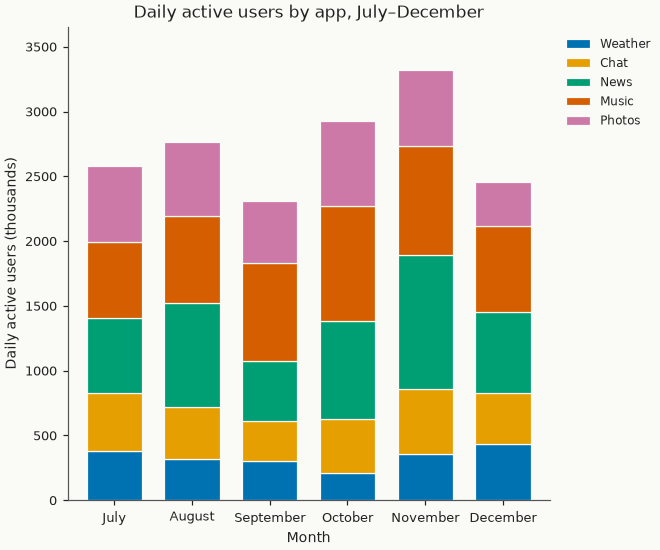 Daily active users by app, July–December
Daily active users (thousands)
3500
3000
2500
2000
1500
1000
500
0
July August September October November December
Month
Weather
Chat
News
Music
Photos